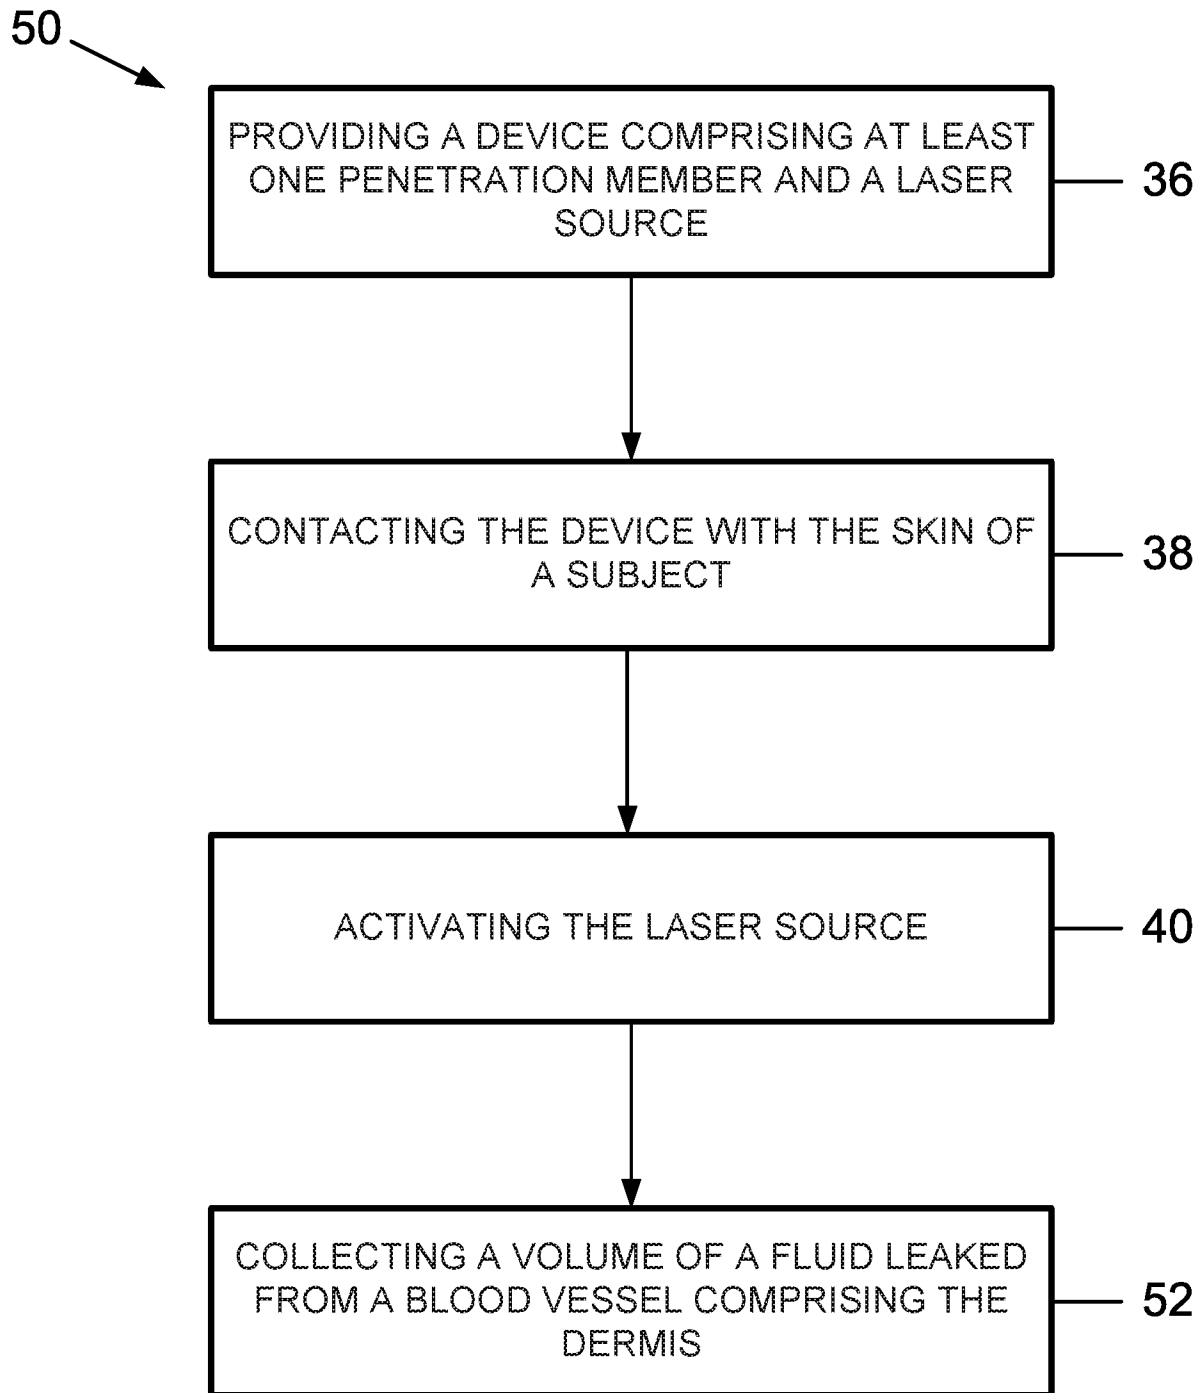 50
PROVIDING A DEVICE COMPRISING AT LEAST
ONE PENETRATION MEMBER AND A LASER
SOURCE
36
CONTACTING THE DEVICE WITH THE SKIN OF
A SUBJECT
38
ACTIVATING THE LASER SOURCE
40
COLLECTING A VOLUME OF A FLUID LEAKED
FROM A BLOOD VESSEL COMPRISING THE
DERMIS
52